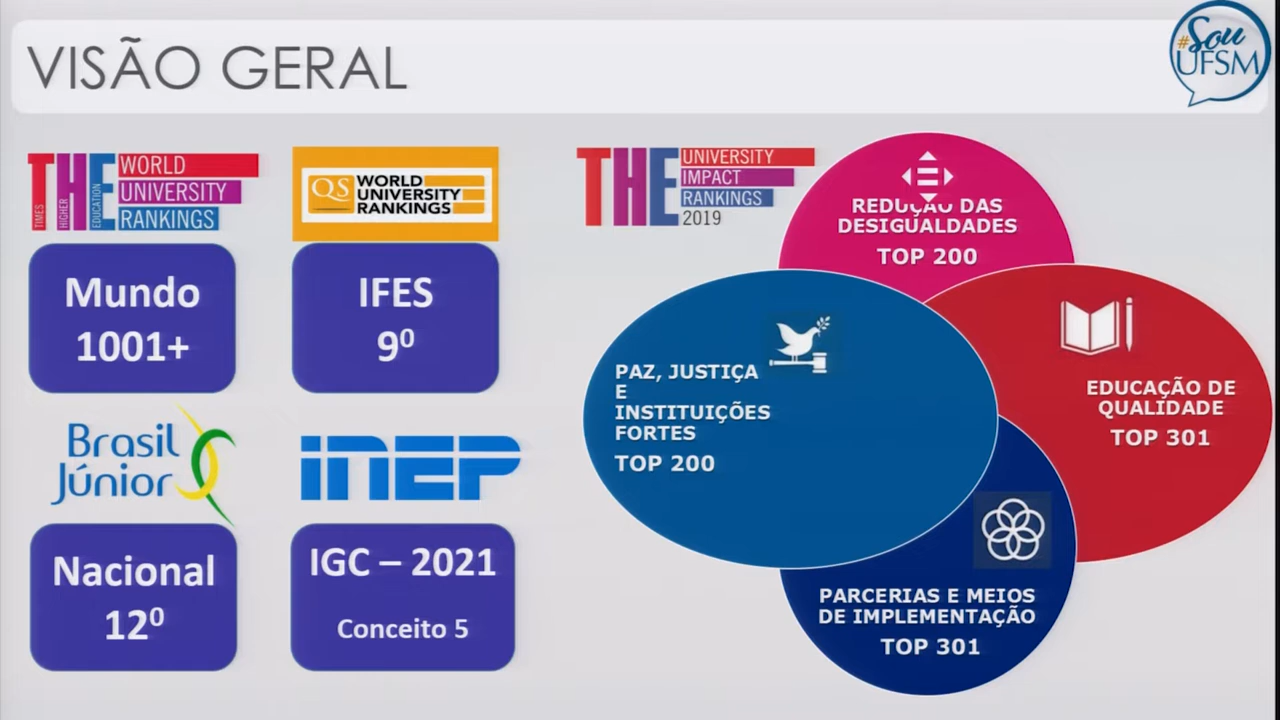 VISÃO GERAL
#Sou
UFSM
THE WORLD
UNIVERSITY
RANKINGS
TIMES
HIGHER
EDUCATION
QS WORLD
UNIVERSITY
RANKINGS
Mundo
1001+
IFES
9º
Brasil
Júnior
INEP
Nacional
12º
IGC – 2021
Conceito 5
THE UNIVERSITY
IMPACT
RANKINGS
2019
REDUÇÃO DAS
DESIGUALDADES
TOP 200
PAZ, JUSTIÇA
E
INSTITUIÇÕES
FORTES
TOP 200
EDUCAÇÃO DE
QUALIDADE
TOP 301
PARCERIAS E MEIOS
DE IMPLEMENTAÇÃO
TOP 301